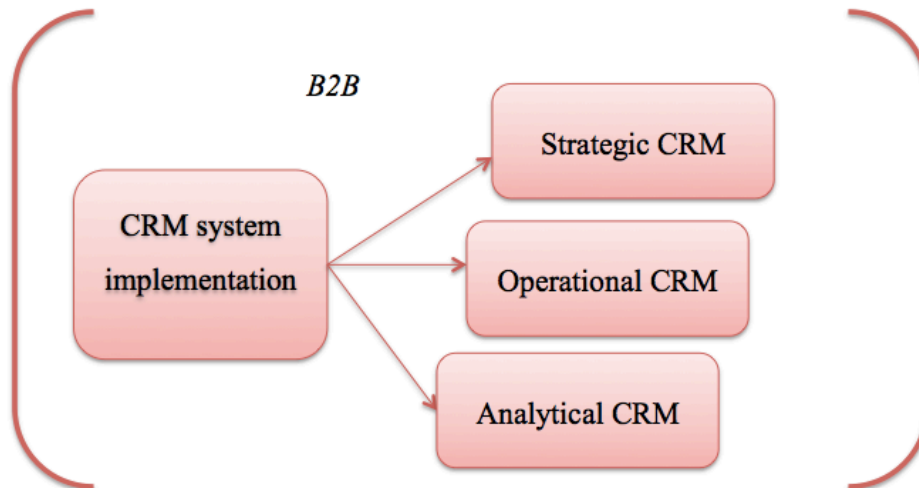 B2B
Strategic CRM
CRM system
implementation
Operational CRM
Analytical CRM